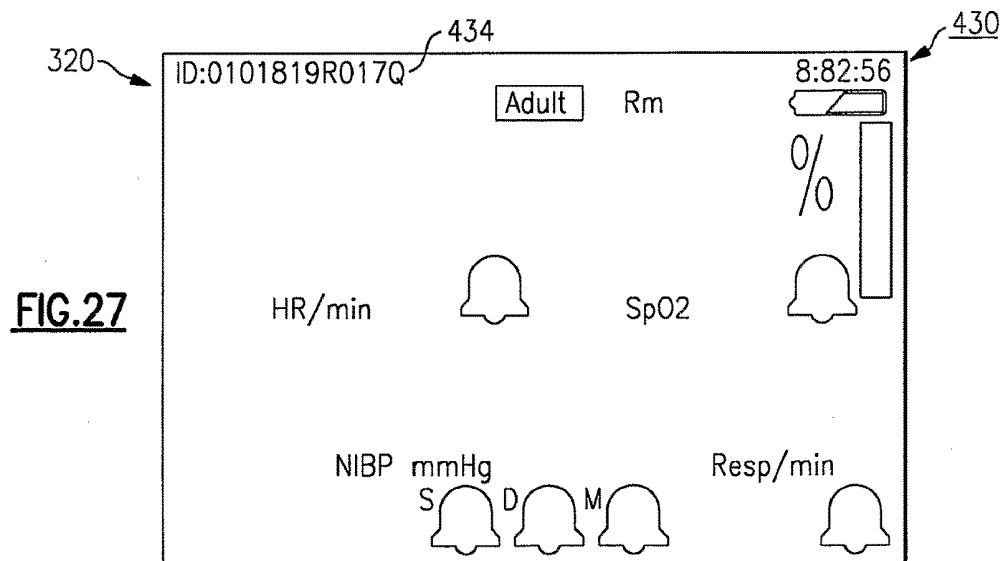 434
430
320
ID:0101819R017Q
8:82:56
Adult Rm
%
FIG.27
HR/min SpO2
NIBP mmHg Resp/min
S D M